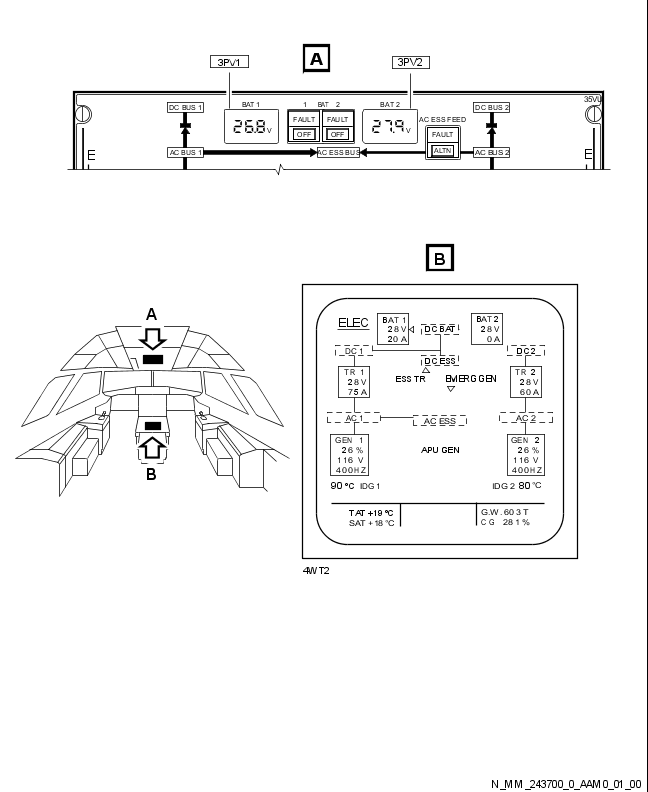 A
3PV1
3PV2
35VU
DC BUS 1
BAT 1
1 BAT 2
BAT 2
DC BUS 2
26.8 V
FAULT FAULT
OFF OFF
27.9 V
AC ESS FEED
FAULT
ALTN
E
AC BUS 1
AC ESS BUS
AC BUS 2
E
B
A
B
ELEC
BAT 1
28 V
20 A
DC BAT
BAT 2
28 V
0 A
DC 1
DC ESS
DC 2
TR 1
28 V
75 A
ESS TR
EMERG GEN
TR 2
28 V
60 A
AC 1
AC ESS
AC 2
GEN 1
26 %
116 V
400HZ
APU GEN
GEN 2
26 %
116 V
400HZ
90 °C IDG 1
IDG 2 80 °C
TAT +19 °C
SAT +18 °C
G.W. 603 T
C G 281 %
4WT2
N_MM_243700_0_AAM0_01_00